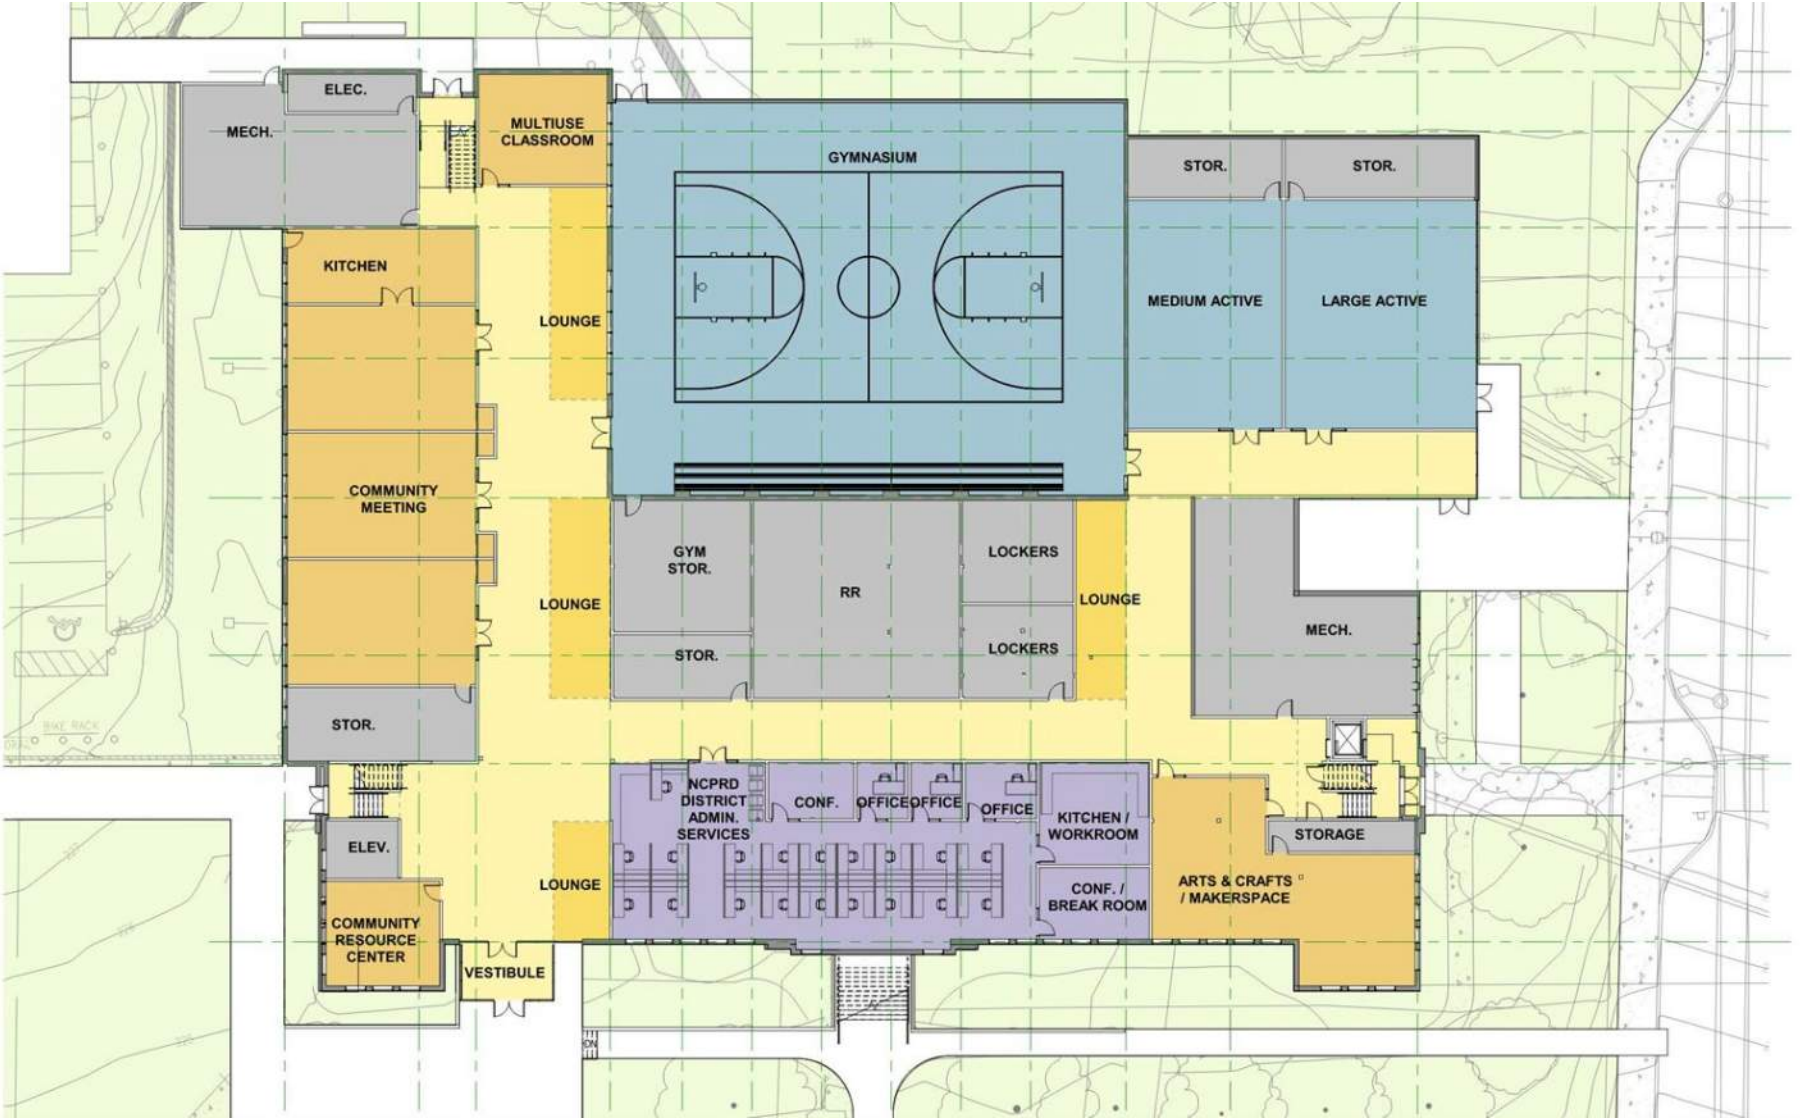 ELEC.
MECH.
MULTIUSE
CLASSROOM
GYMNASIUM
STOR.
STOR.
KITCHEN
LOUNGE
MEDIUM ACTIVE
LARGE ACTIVE
COMMUNITY
MEETING
GYM
STOR.
LOCKERS
RR
LOUNGE
LOUNGE
MECH.
STOR.
LOCKERS
STOR.
BIKE RACK
NCPRD
DISTRICT
ADMIN.
SERVICES
CONF.
OFFICE
OFFICE
OFFICE
KITCHEN /
WORKROOM
STORAGE
ELEV.
LOUNGE
CONF. /
BREAK ROOM
ARTS & CRAFTS
/ MAKERSPACE
COMMUNITY
RESOURCE
CENTER
VESTIBULE
DN